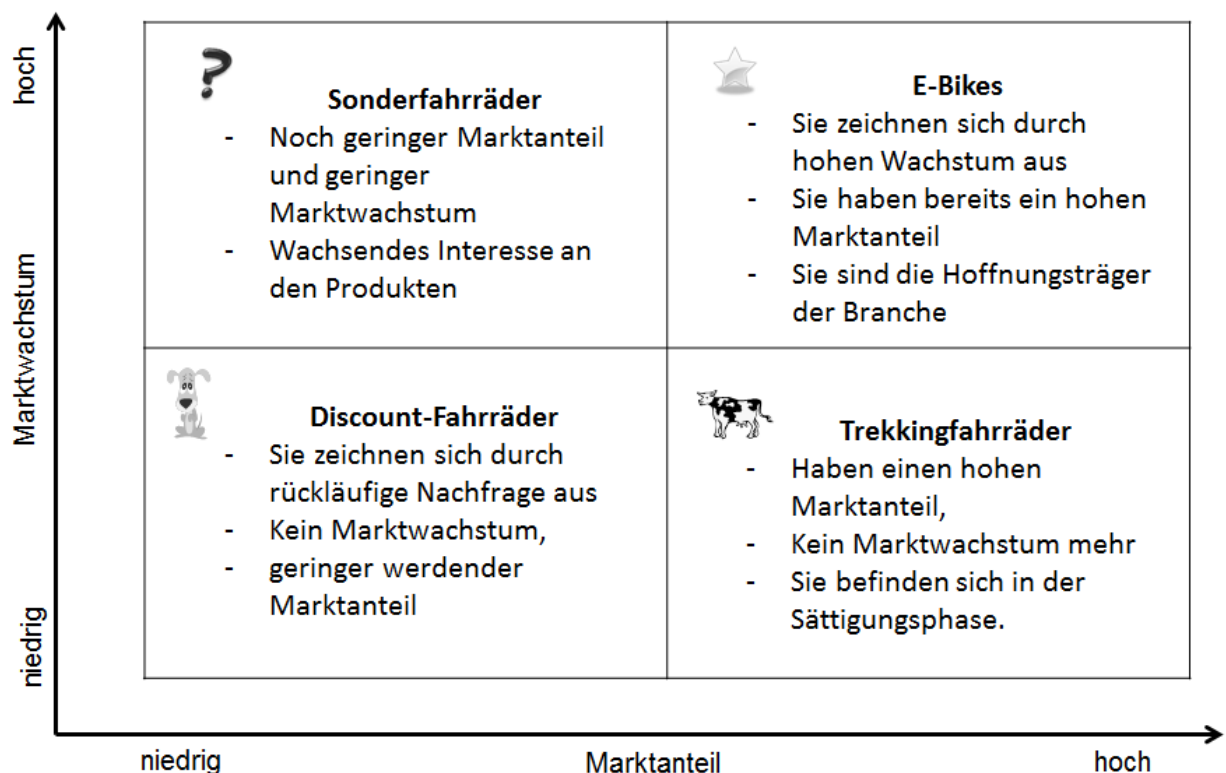 hoch
Marktwachstum
niedrig
?
Sonderfahrräder
- Noch geringer Marktanteil
und geringer
Marktwachstum
- Wachsendes Interesse an
den Produkten
E-Bikes
- Sie zeichnen sich durch
hohen Wachstum aus
- Sie haben bereits ein hohen
Marktanteil
- Sie sind die Hoffnungsträger
der Branche
Discount-Fahrräder
- Sie zeichnen sich durch
rückläufige Nachfrage aus
- Kein Marktwachstum,
- geringer werdender
Marktanteil
Trekkingfahrräder
- Haben einen hohen
Marktanteil,
- Kein Marktwachstum mehr
- Sie befinden sich in der
Sättigungsphase.
niedrig
Marktanteil
hoch